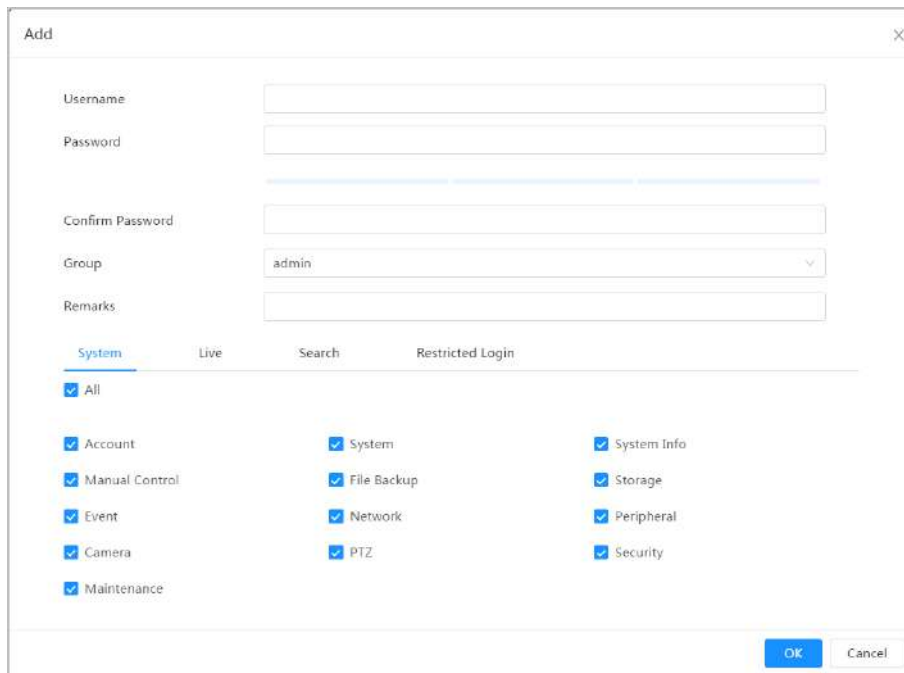 Add
Username
Password
Confirm Password
Group admin
Remarks
System Live Search Restricted Login
All
Account System System Info
Manual Control File Backup Storage
Event Network Peripheral
Camera PTZ Security
Maintenance
OK Cancel